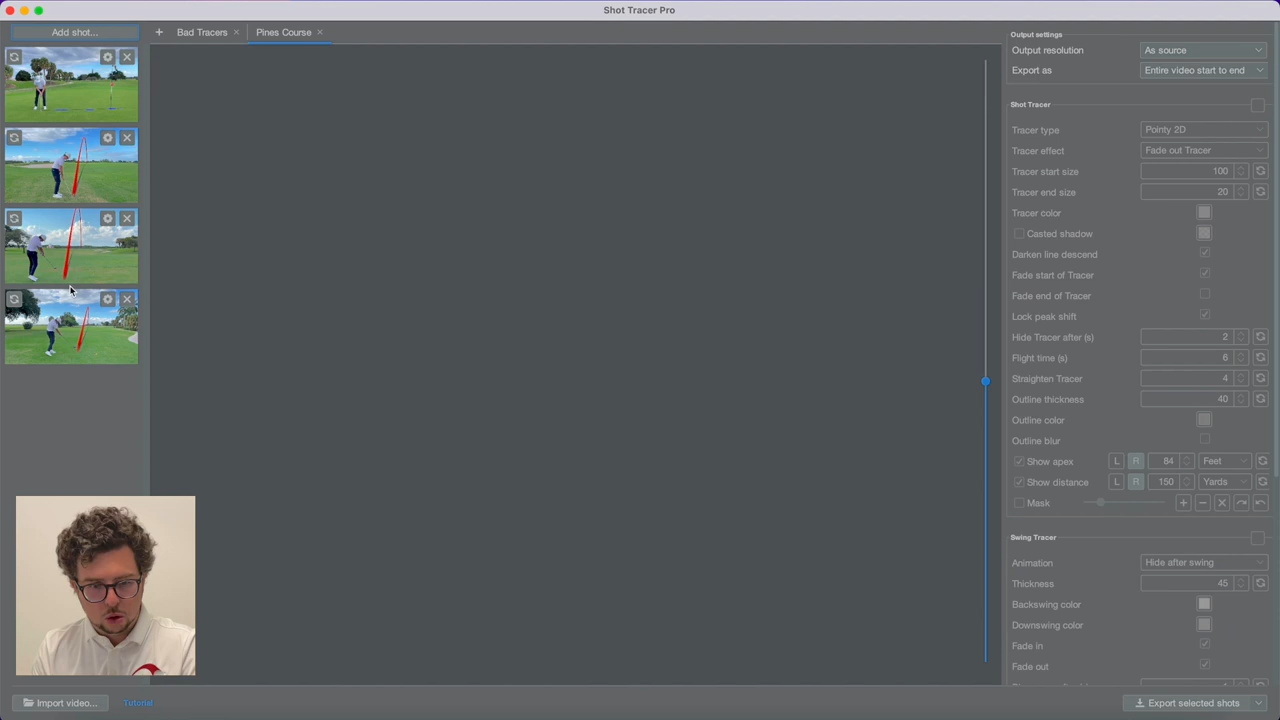 Shot Tracer Pro
Add shot...
+ Bad Tracers × Pines Course ×
Output settings
Output resolution As source
Export as Entire video start to end
Shot Tracer
Tracer type Pointy 2D
Tracer effect Fade out Tracer
Tracer start size 100
Tracer end size 20
Tracer color
Casted shadow
Darken line descend
Fade start of Tracer
Fade end of Tracer
Lock peak shift
Hide Tracer after (s) 2
Flight time (s) 6
Straighten Tracer 4
Outline thickness 40
Outline color
Outline blur
Show apex L R 84 Feet
Show distance L R 150 Yards
Mask
Swing Tracer
Animation Hide after swing
Thickness 45
Backswing color
Downswing color
Fade in
Fade out
Import video... Tutorial Export selected shots